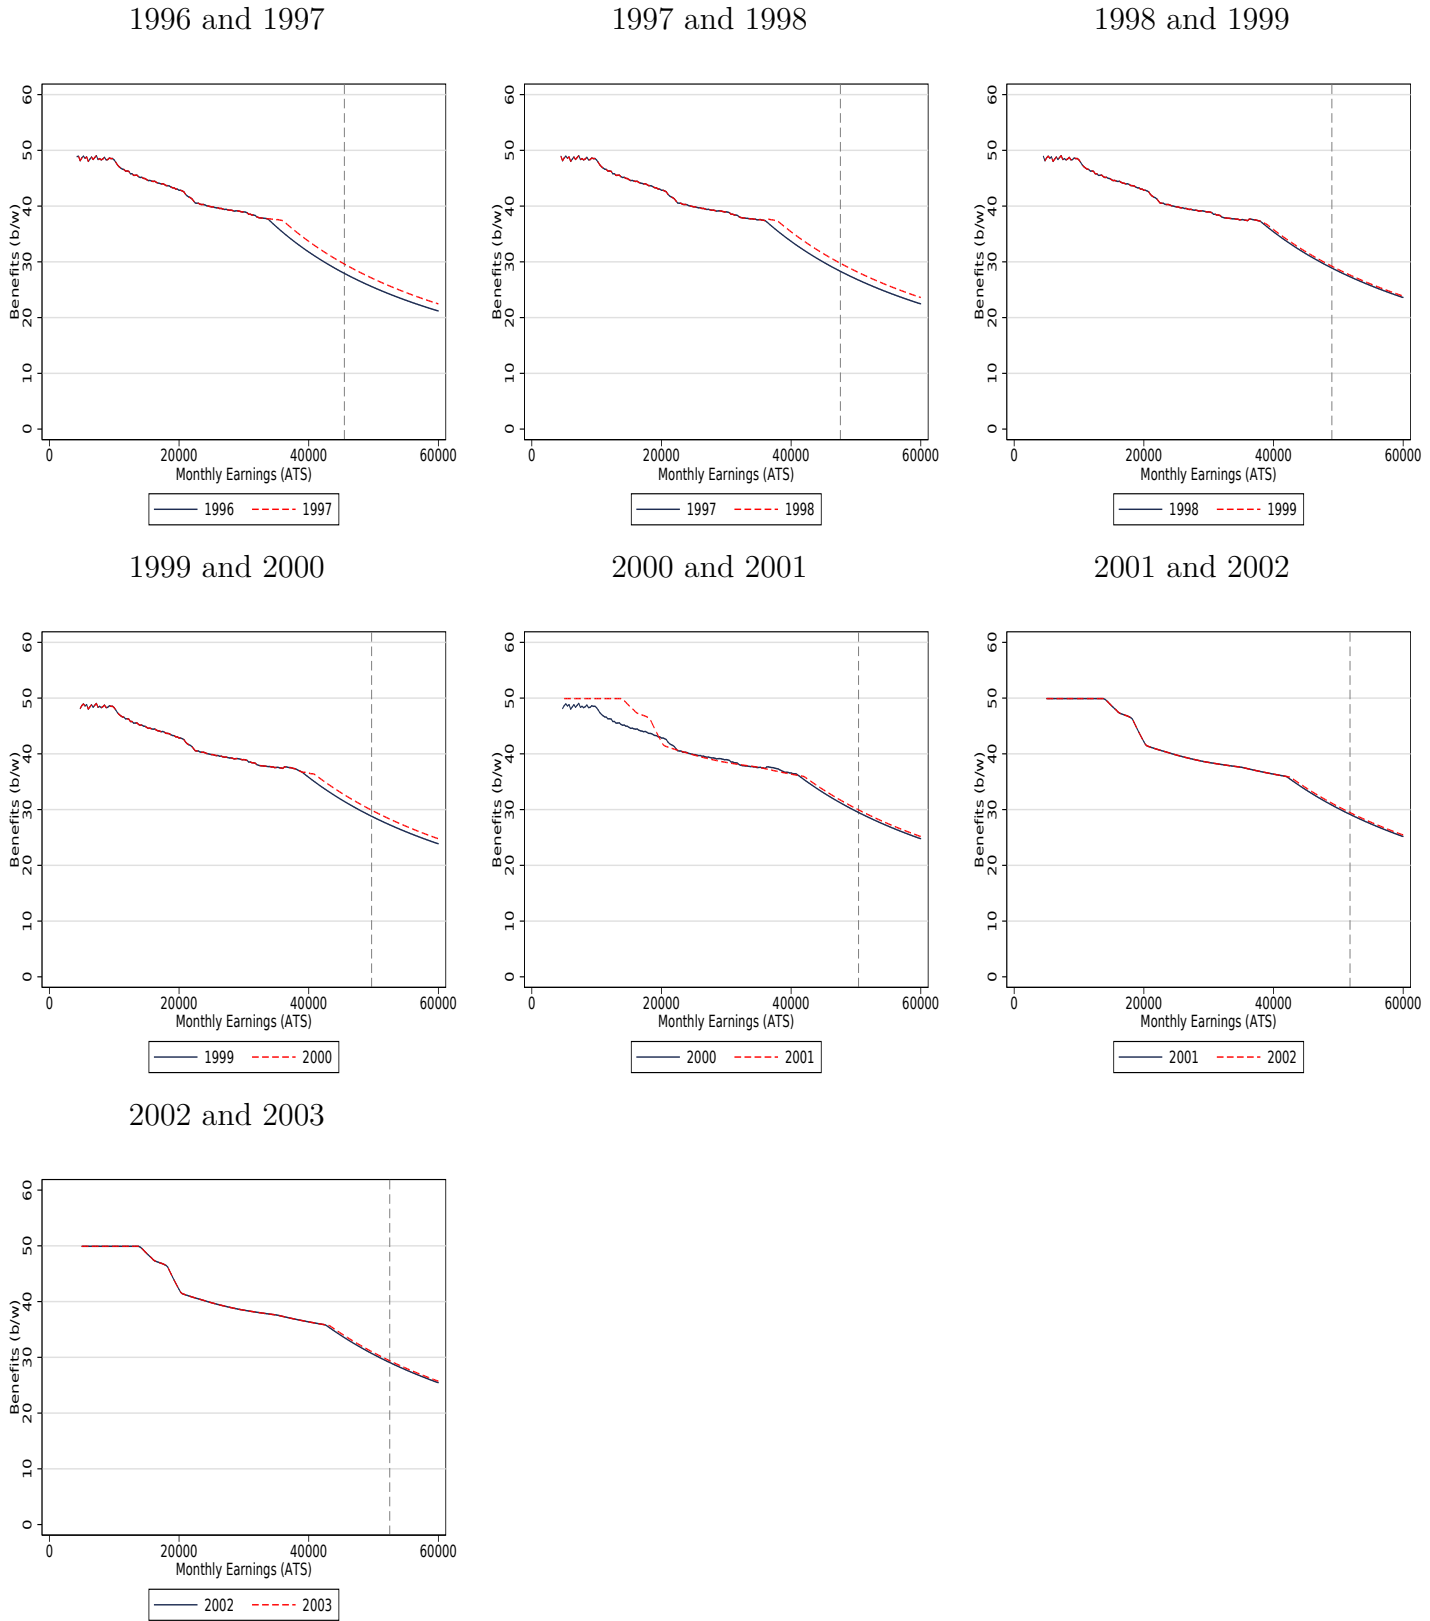 1996 and 1997
1997 and 1998
1998 and 1999
Benefits (b/w)
0 10 20 30 40 50 60
0 20000 40000 60000
Monthly Earnings (ATS)
1996 1997
Benefits (b/w)
0 10 20 30 40 50 60
0 20000 40000 60000
Monthly Earnings (ATS)
1997 1998
Benefits (b/w)
0 10 20 30 40 50 60
0 20000 40000 60000
Monthly Earnings (ATS)
1998 1999
1999 and 2000
2000 and 2001
2001 and 2002
Benefits (b/w)
0 10 20 30 40 50 60
0 20000 40000 60000
Monthly Earnings (ATS)
1999 2000
Benefits (b/w)
0 10 20 30 40 50 60
0 20000 40000 60000
Monthly Earnings (ATS)
2000 2001
Benefits (b/w)
0 10 20 30 40 50 60
0 20000 40000 60000
Monthly Earnings (ATS)
2001 2002
2002 and 2003
Benefits (b/w)
0 10 20 30 40 50 60
0 20000 40000 60000
Monthly Earnings (ATS)
2002 2003